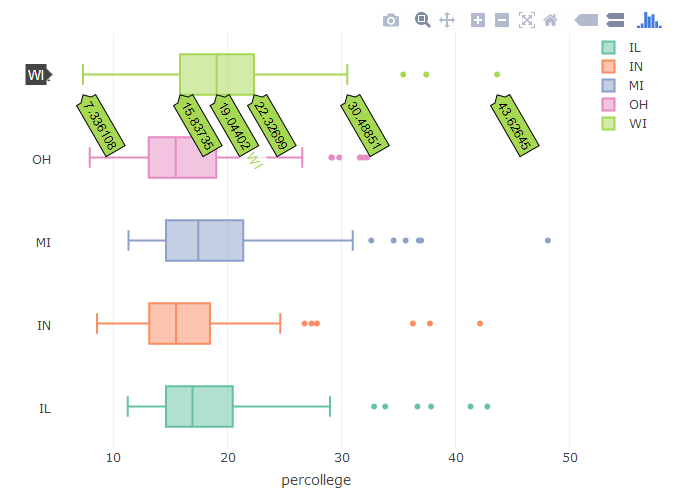 IL
IN
MI
OH
WI
WI
7.336108
15.83735
19.04402
22.32699
30.48851
43.62645
WI
OH
MI
IN
IL
10 20 30 40 50
percollege